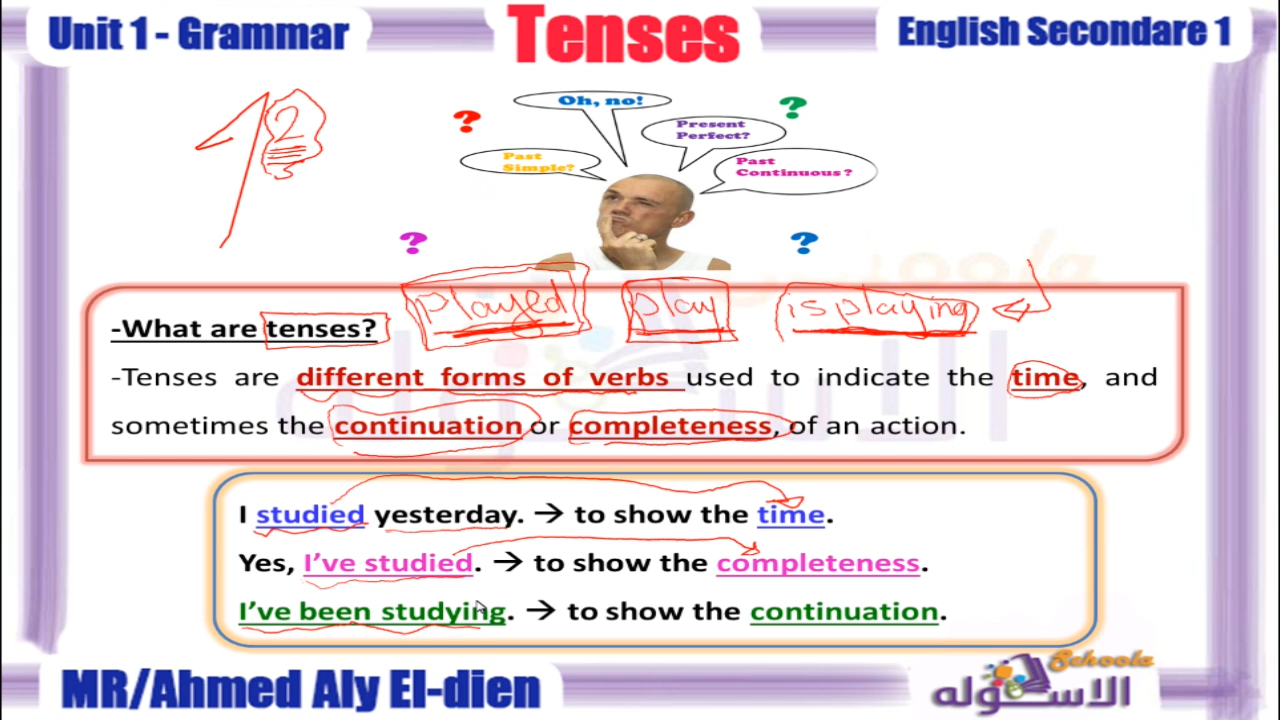 Unit 1 - Grammar
Tenses
English Secondare 1
12
Oh, no!
Present
Perfect?
Past
Simple?
Past
Continuous?
?
?
?
?
played play is playing
-What are tenses?
-Tenses are different forms of verbs used to indicate the time, and
sometimes the continuation or completeness, of an action.
I studied yesterday. → to show the time.
Yes, I've studied. → to show the completeness.
I've been studying. → to show the continuation.
MR/Ahmed Aly El-dien
Schoola
الاسكوله